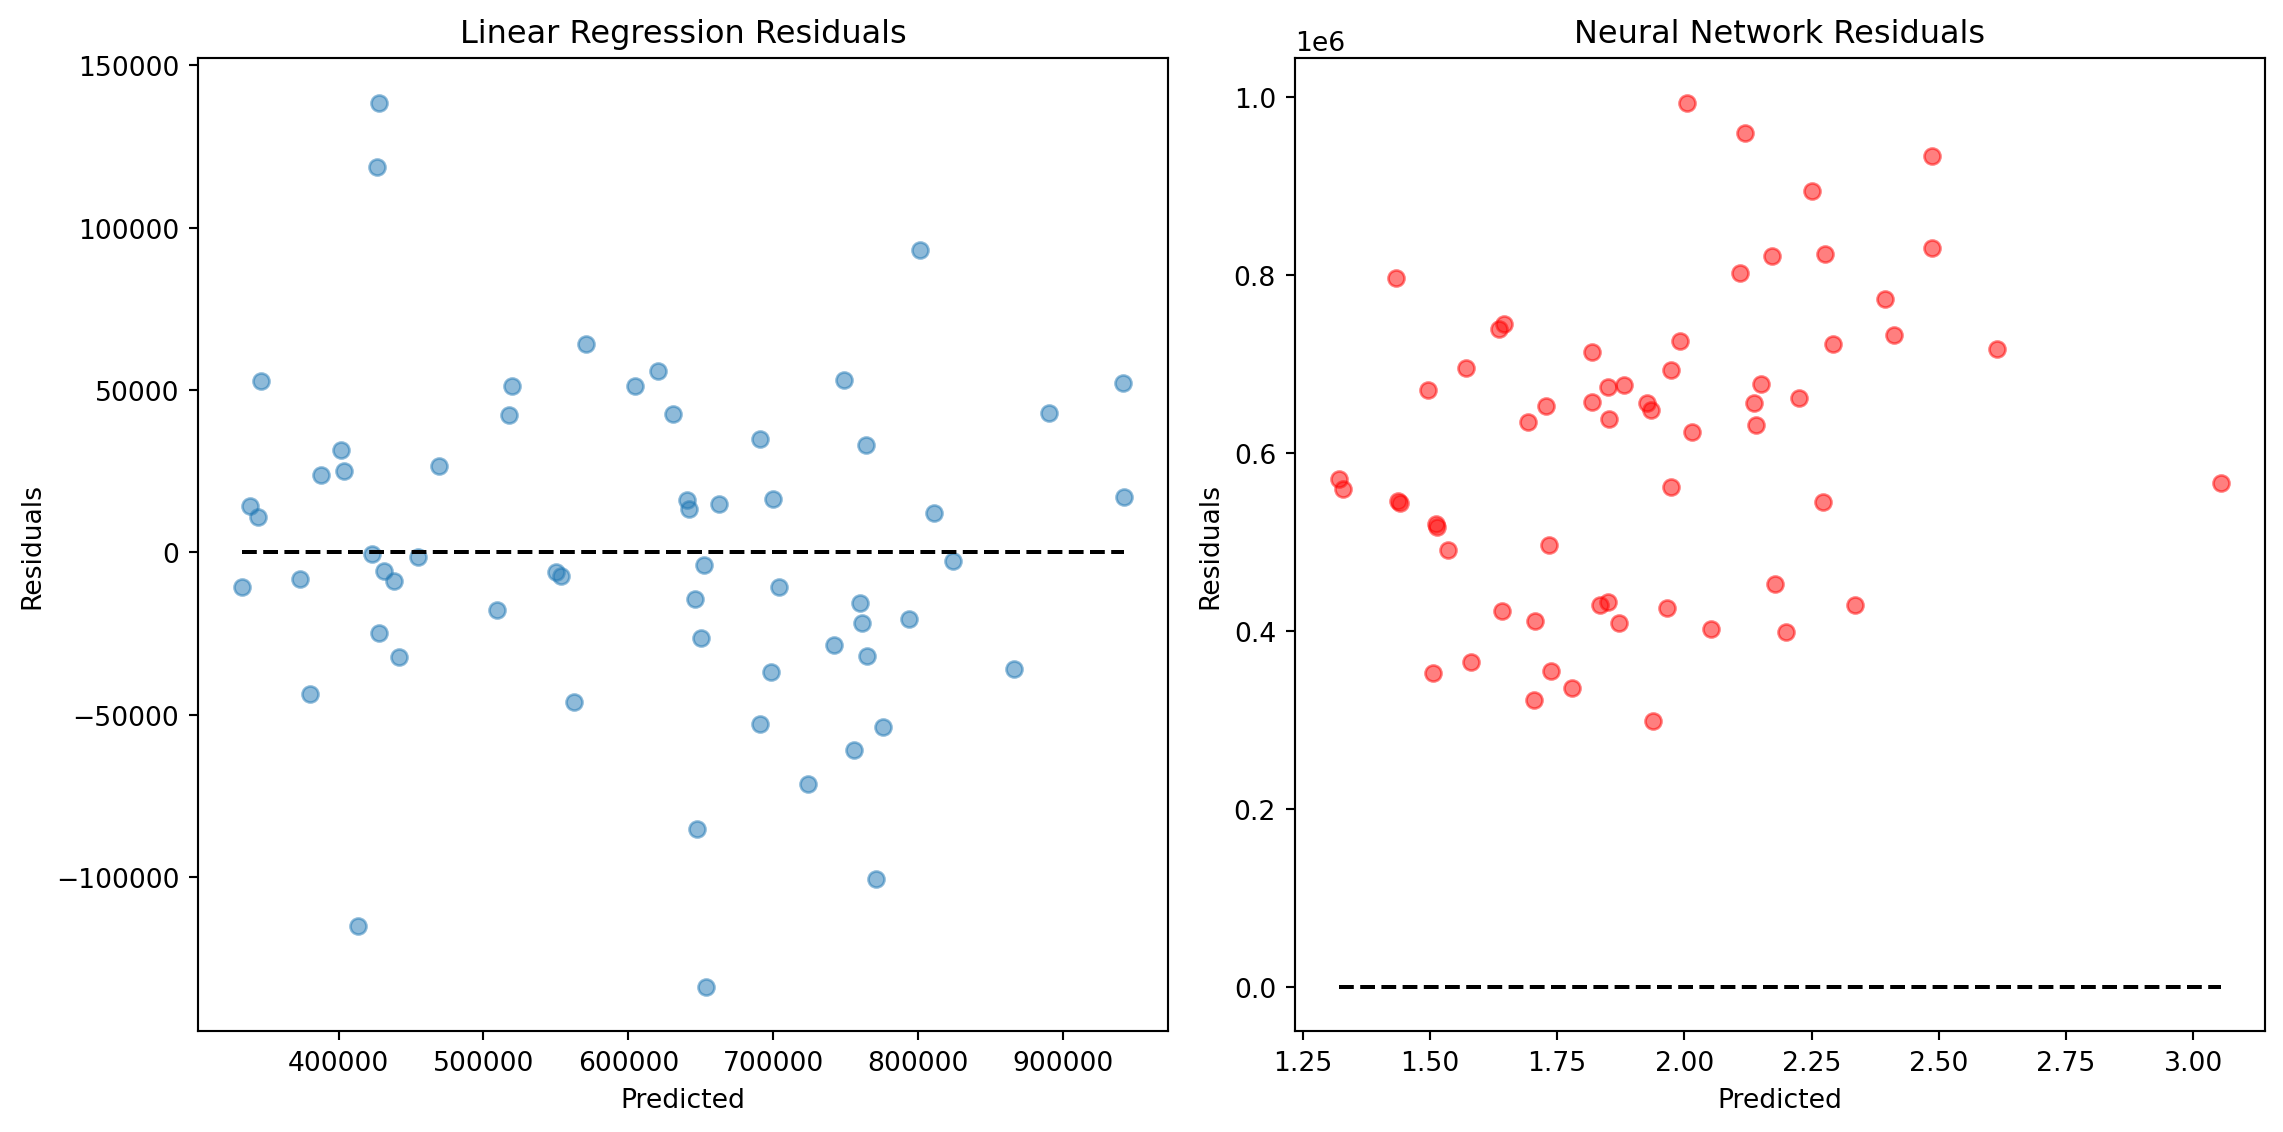 Linear Regression Residuals
150000
100000
50000
0
−50000
−100000
Residuals
400000 500000 600000 700000 800000 900000
Predicted
Neural Network Residuals
1e6
1.0
0.8
0.6
0.4
0.2
0.0
Residuals
1.25 1.50 1.75 2.00 2.25 2.50 2.75 3.00
Predicted